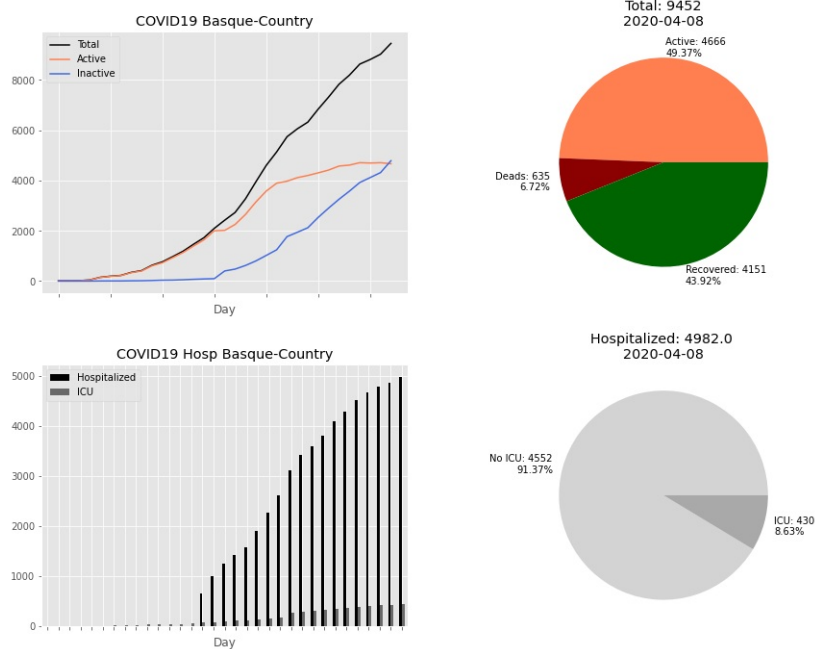 COVID19 Basque-Country
Total
Active
Inactive
8000
6000
4000
2000
0
Day
Total: 9452
2020-04-08
Active: 4666
49.37%
Deads: 635
6.72%
Recovered: 4151
43.92%
COVID19 Hosp Basque-Country
Hospitalized
ICU
5000
4000
3000
2000
1000
0
Day
Hospitalized: 4982.0
2020-04-08
No ICU: 4552
91.37%
ICU: 430
8.63%